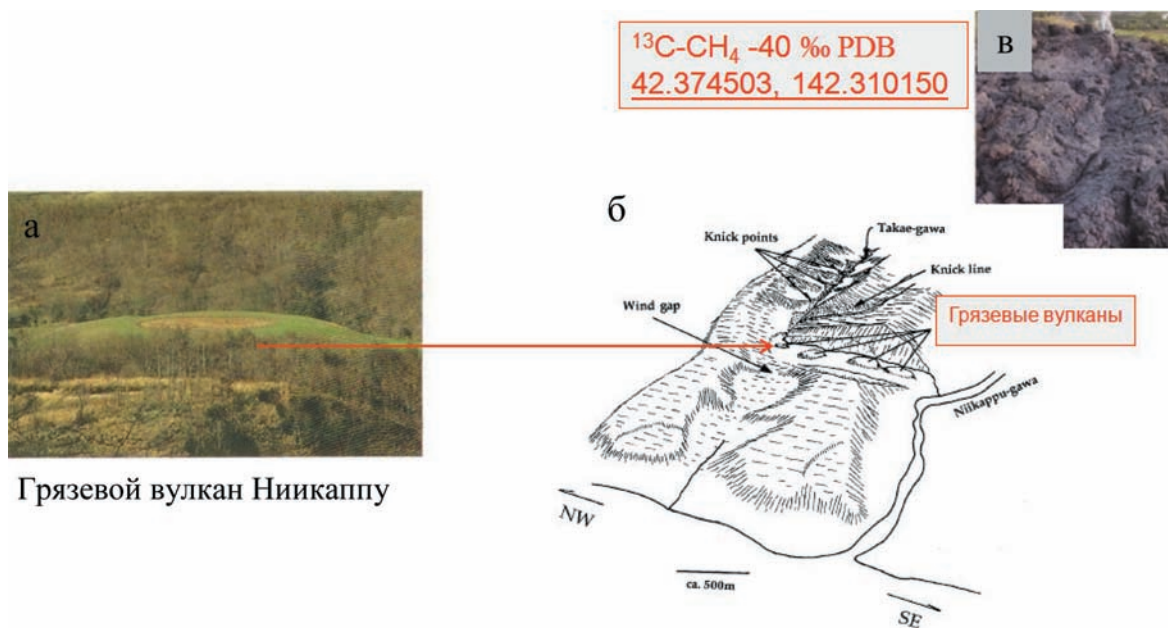 ¹³C-CH₄ -40 ‰ PDB
42.374503, 142.310150
в
а
б
Knick points
Takae-gawa
Knick line
Wind gap
Грязевые вулканы
Niikappu-gawa
Грязевой вулкан Ниикаппу
NW
ca. 500m
SE